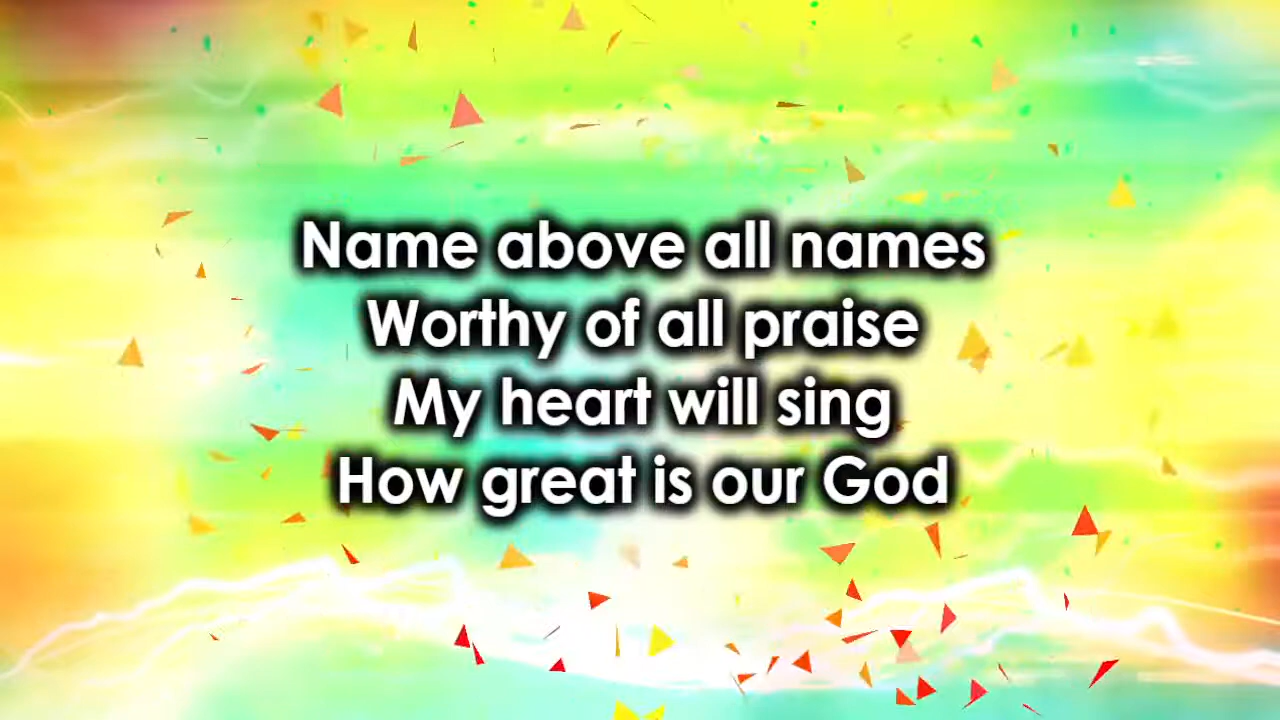 Name above all names
Worthy of all praise
My heart will sing
How great is our God